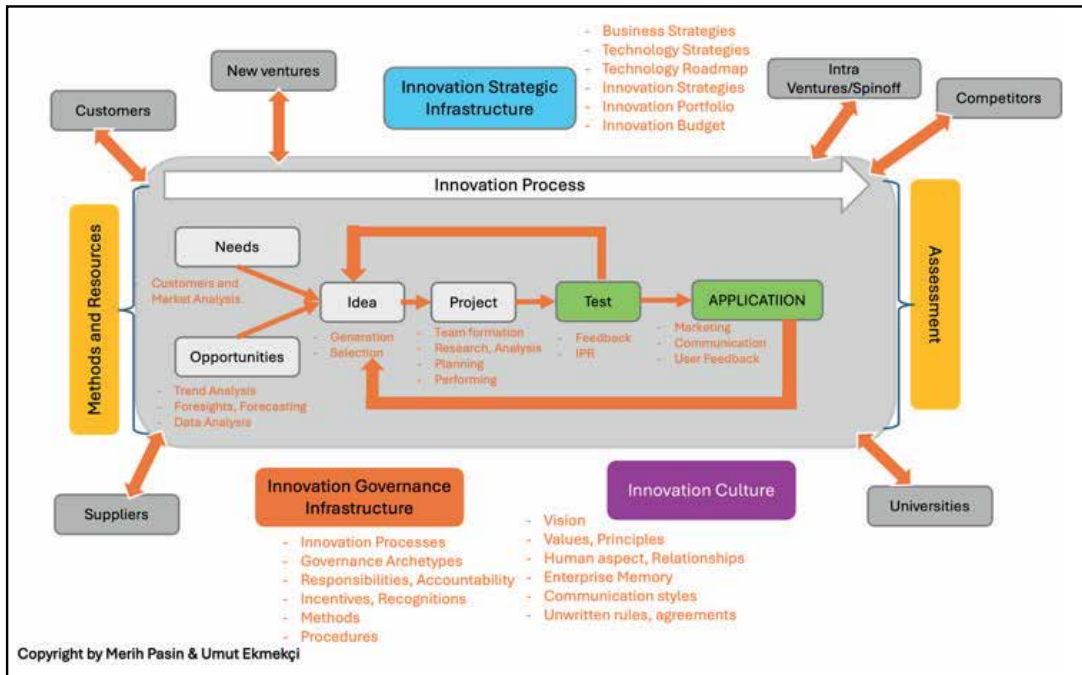 Customers
New ventures
Innovation Strategic
Infrastructure
- Business Strategies
- Technology Strategies
- Technology Roadmap
- Innovation Strategies
- Innovation Portfolio
- Innovation Budget
Intra
Ventures/Spinoff
Competitors
Innovation Process
Methods and Resources
Needs
Customers and
Market Analysis
Opportunities
- Trend Analysis
- Foresights, Forecasting
- Data Analysis
Idea
- Generation
- Selection
Project
- Team formation
- Research, Analysis
- Planning
- Performing
Test
- Feedback
- IPR
APPLICATIION
- Marketing
- Communication
- User Feedback
Assessment
Suppliers
Innovation Governance
Infrastructure
- Innovation Processes
- Governance Archetypes
- Responsibilities, Accountability
- Incentives, Recognitions
- Methods
- Procedures
Innovation Culture
- Vision
- Values, Principles
- Human aspect, Relationships
- Enterprise Memory
- Communication styles
- Unwritten rules, agreements
Universities
Copyright by Merih Pasin & Umut Ekmekçi